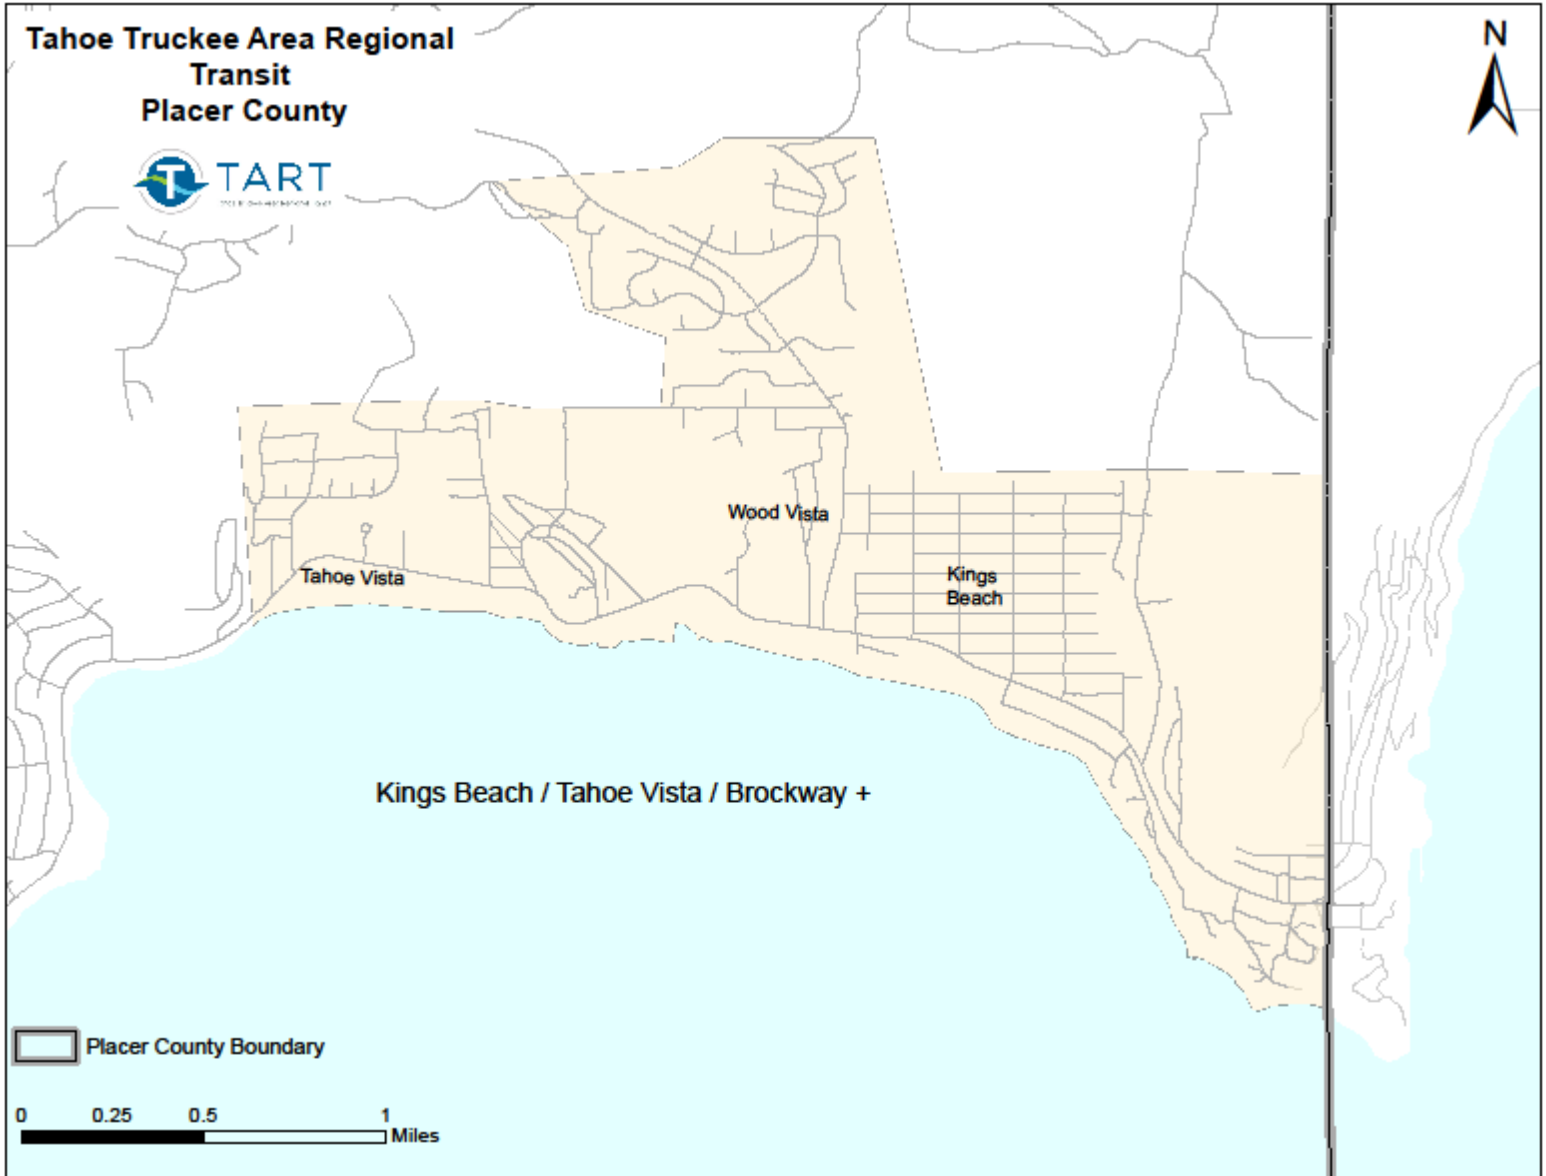 Tahoe Truckee Area Regional
Transit
Placer County
N
T TART
Wood Vista
Tahoe Vista
Kings
Beach
Kings Beach / Tahoe Vista / Brockway +
Placer County Boundary
0 0.25 0.5 1
Miles